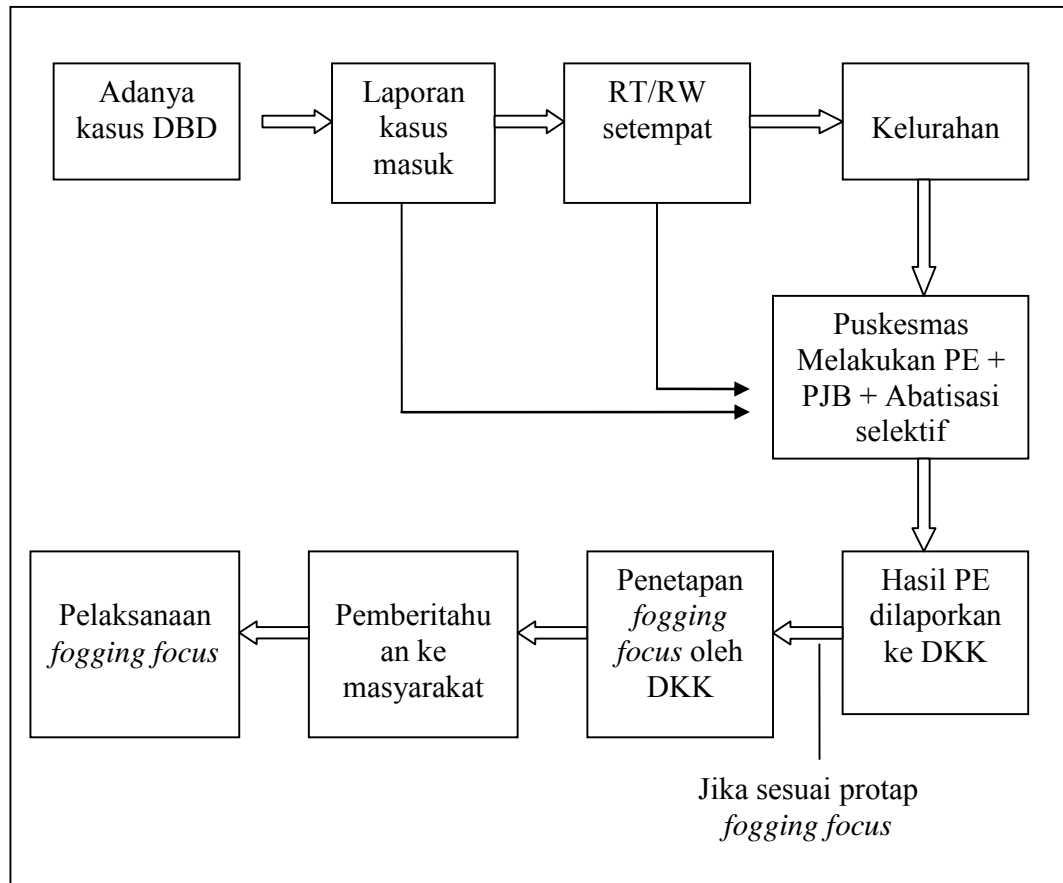 Adanya
kasus DBD
Laporan
kasus
masuk
RT/RW
setempat
Kelurahan
Puskesmas
Melakukan PE +
PJB + Abatisasi
selektif
Hasil PE
dilaporkan
ke DKK
Penetapan
fogging
focus oleh
DKK
Pemberitahu
an ke
masyarakat
Pelaksanaan
fogging focus
Jika sesuai protap
fogging focus